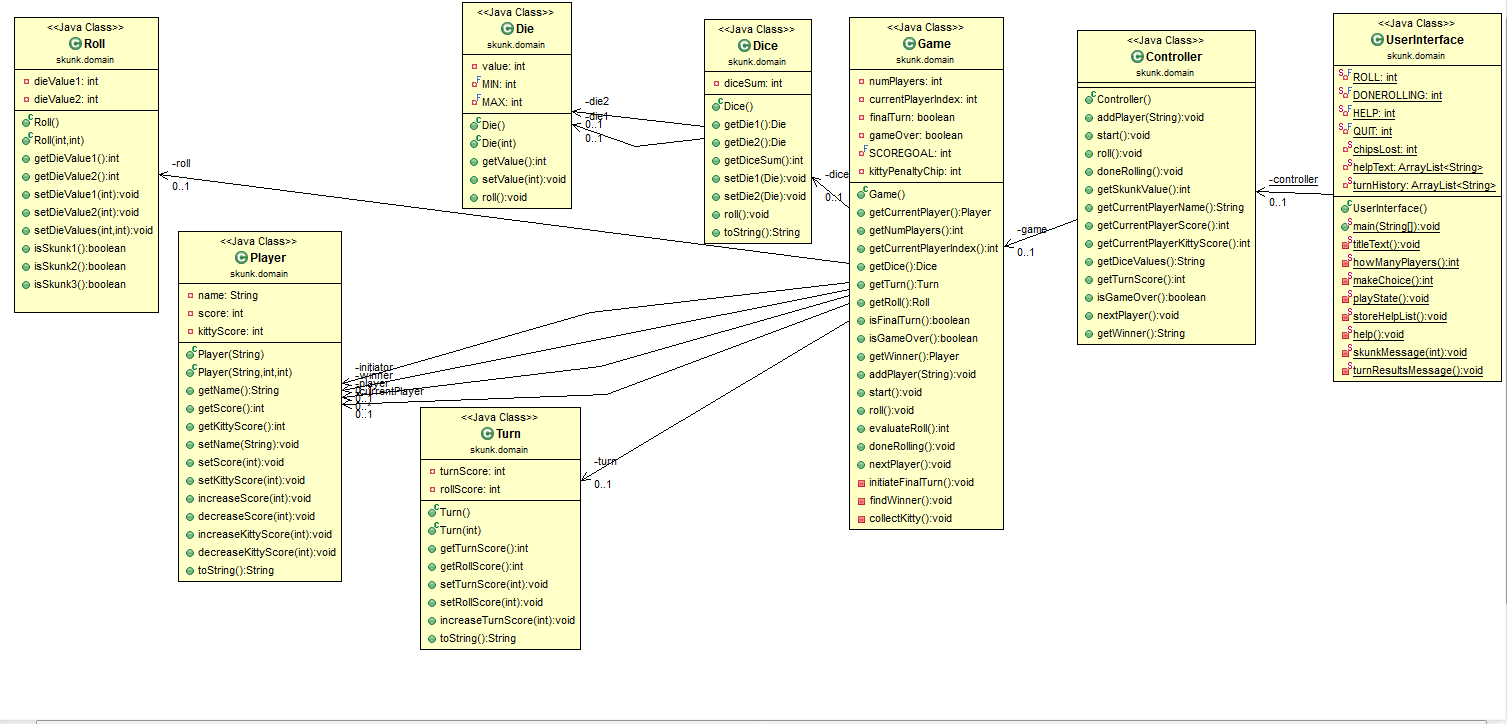 <<Java Class>>
Roll
skunk.domain
dieValue1: int
dieValue2: int
Roll()
Roll(int,int)
getDieValue1():int
getDieValue2():int
setDieValue1(int):void
setDieValue2(int):void
setDieValues(int,int):void
isSkunk1():boolean
isSkunk2():boolean
isSkunk3():boolean
<<Java Class>>
Player
skunk.domain
name: String
score: int
kittyScore: int
Player(String)
Player(String,int,int)
getName():String
getScore():int
getKittyScore():int
setName(String):void
setScore(int):void
setKittyScore(int):void
increaseScore(int):void
decreaseScore(int):void
increaseKittyScore(int):void
decreaseKittyScore(int):void
toString():String
<<Java Class>>
Die
skunk.domain
value: int
MIN: int
MAX: int
Die()
Die(int)
getValue():int
setValue(int):void
roll():void
<<Java Class>>
Turn
skunk.domain
turnScore: int
rollScore: int
Turn()
Turn(int)
getTurnScore():int
getRollScore():int
setTurnScore(int):void
setRollScore(int):void
increaseTurnScore(int):void
toString():String
<<Java Class>>
Dice
skunk.domain
diceSum: int
Dice()
getDie1():Die
getDie2():Die
getDiceSum():int
setDie1(Die):void
setDie2(Die):void
roll():void
toString():String
<<Java Class>>
Game
skunk.domain
numPlayers: int
currentPlayerIndex: int
finalTurn: boolean
gameOver: boolean
SCOREGOAL: int
kittyPenaltyChip: int
Game()
getCurrentPlayer():Player
getNumPlayers():int
getCurrentPlayerIndex():int
getDice():Dice
getTurn():Turn
getRoll():Roll
isFinalTurn():boolean
isGameOver():boolean
getWinner():Player
addPlayer(String):void
start():void
roll():void
evaluateRoll():int
doneRolling():void
nextPlayer():void
initiateFinalTurn():void
findWinner():void
collectKitty():void
<<Java Class>>
Controller
skunk.domain
Controller()
addPlayer(String):void
start():void
roll():void
doneRolling():void
getSkunkValue():int
getCurrentPlayerName():String
getCurrentPlayerScore():int
getCurrentPlayerKittyScore():int
getDiceValues():String
getTurnScore():int
isGameOver():boolean
nextPlayer():void
getWinner():String
<<Java Class>>
UserInterface
skunk.domain
ROLL: int
DONEROLLING: int
HELP: int
QUIT: int
chipsLost: int
helpText: ArrayList<String>
turnHistory: ArrayList<String>
UserInterface()
main(String[]):void
titleText():void
howManyPlayers():int
makeChoice():int
playState():void
storeHelpList():void
help():void
skunkMessage(int):void
turnResultsMessage():void
-roll
0..1
-die2
-die1
0..1
0..1
-dice
0..1
-game
0..1
-controller
0..1
-initiator
-winner
-player
-currentPlayer
0..1
-turn
0..1